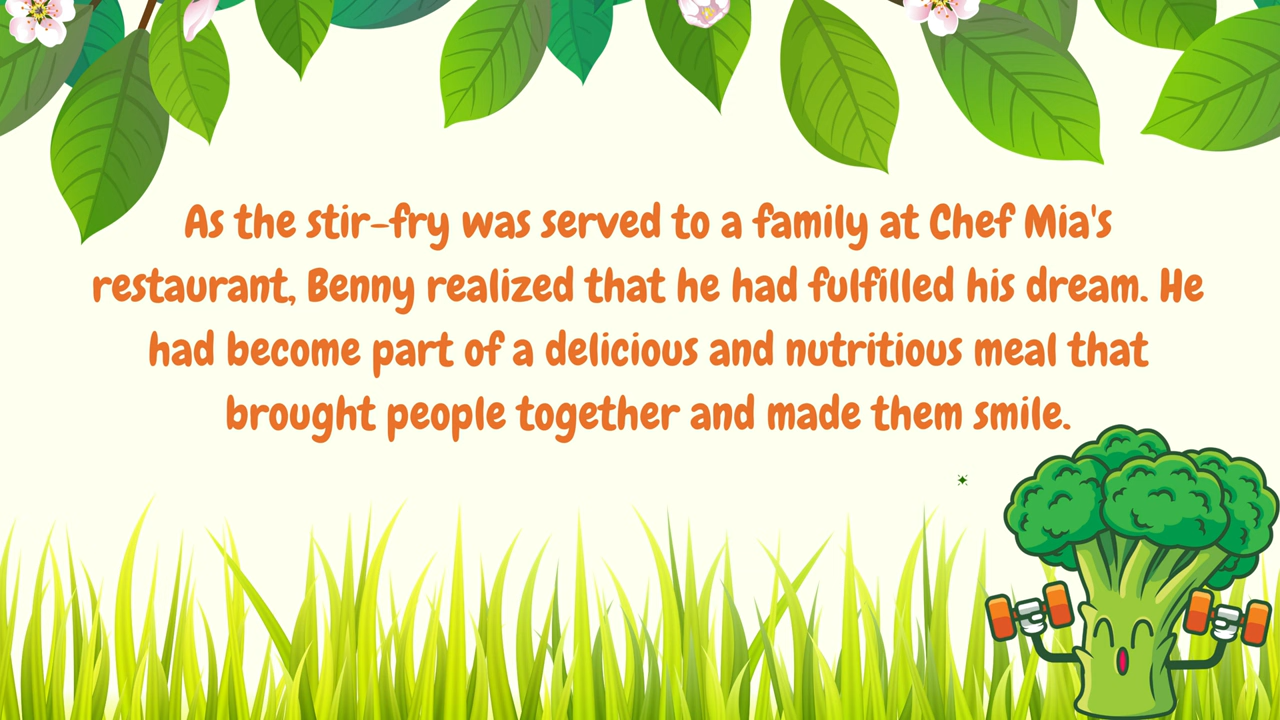 As the stir-fry was served to a family at Chef Mia's
restaurant, Benny realized that he had fulfilled his dream. He
had become part of a delicious and nutritious meal that
brought people together and made them smile.